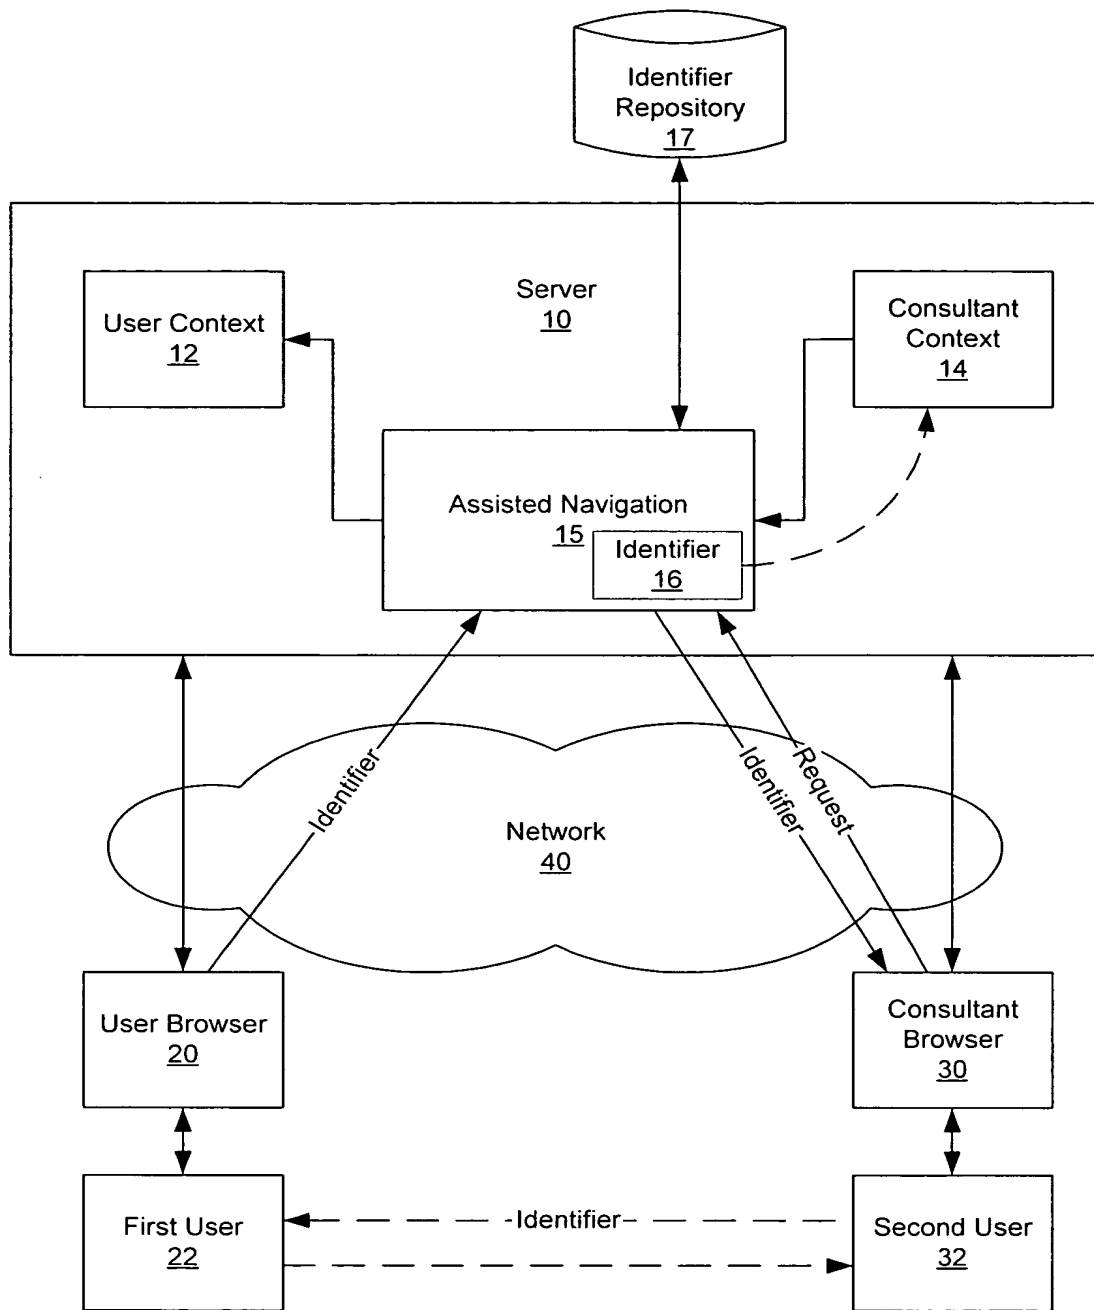 Identifier
Repository
17
Server
10
User Context
12
Consultant
Context
14
Assisted Navigation
15
Identifier
16
Identifier
Identifier
Request
Network
40
User Browser
20
Consultant
Browser
30
First User
22
Identifier
Second User
32